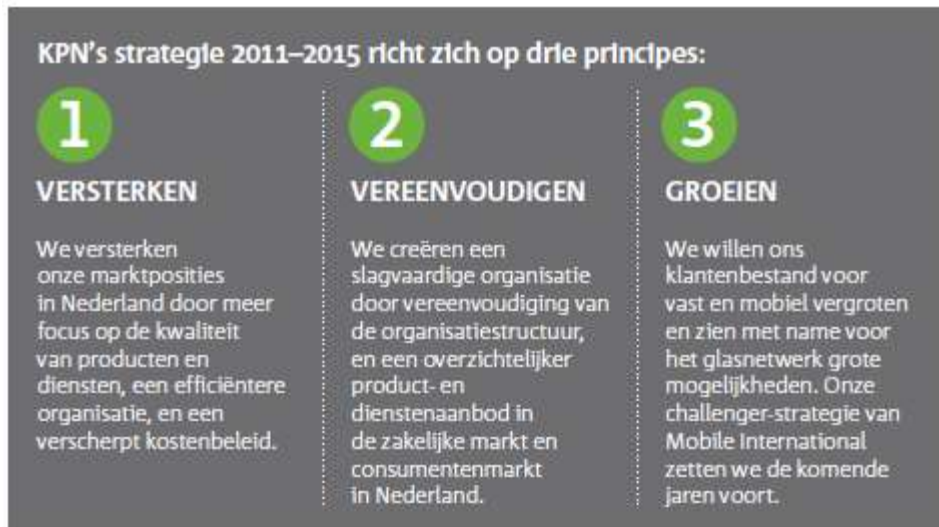 KPN's strategie 2011–2015 richt zich op drie principes:
1
VERSTERKEN
We versterken
onze marktposities
in Nederland door meer
focus op de kwaliteit
van producten en
diensten, een efficiëntere
organisatie, en een
verscherpt kostenbeleid.
2
VEREENVOUDIGEN
We creëren een
slagvaardige organisatie
door vereenvoudiging van
de organisatiestructuur,
en een overzichtelijker
product- en
dienstenaanbod in
de zakelijke markt en
consumentenmarkt
in Nederland.
3
GROEIEN
We willen ons
klantenbestand voor
vast en mobiel vergroten
en zien met name voor
het glasnetwerk grote
mogelijkheden. Onze
challenger-strategie van
Mobile International
zetten we de komende
jaren voort.